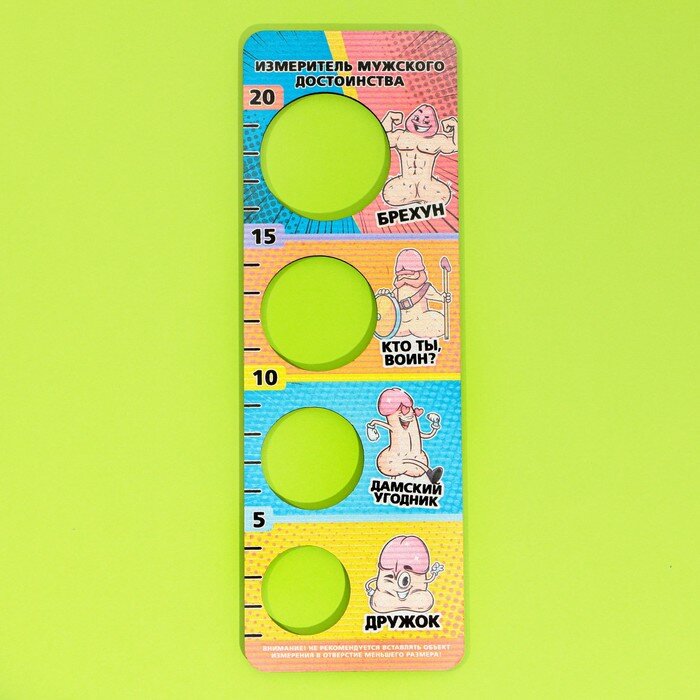 ИЗМЕРИТЕЛЬ МУЖСКОГО
ДОСТОИНСТВА
20
БРЕХУН
15
КТО ТЫ,
ВОИН?
10
ДАМСКИЙ
УГОДНИК
5
ДРУЖОК
ВНИМАНИЕ! НЕ РЕКОМЕНДУЕТСЯ ВСТАВЛЯТЬ ОБЪЕКТ
ИЗМЕРЕНИЯ В ОТВЕРСТИЕ МЕНЬШЕГО РАЗМЕРА!